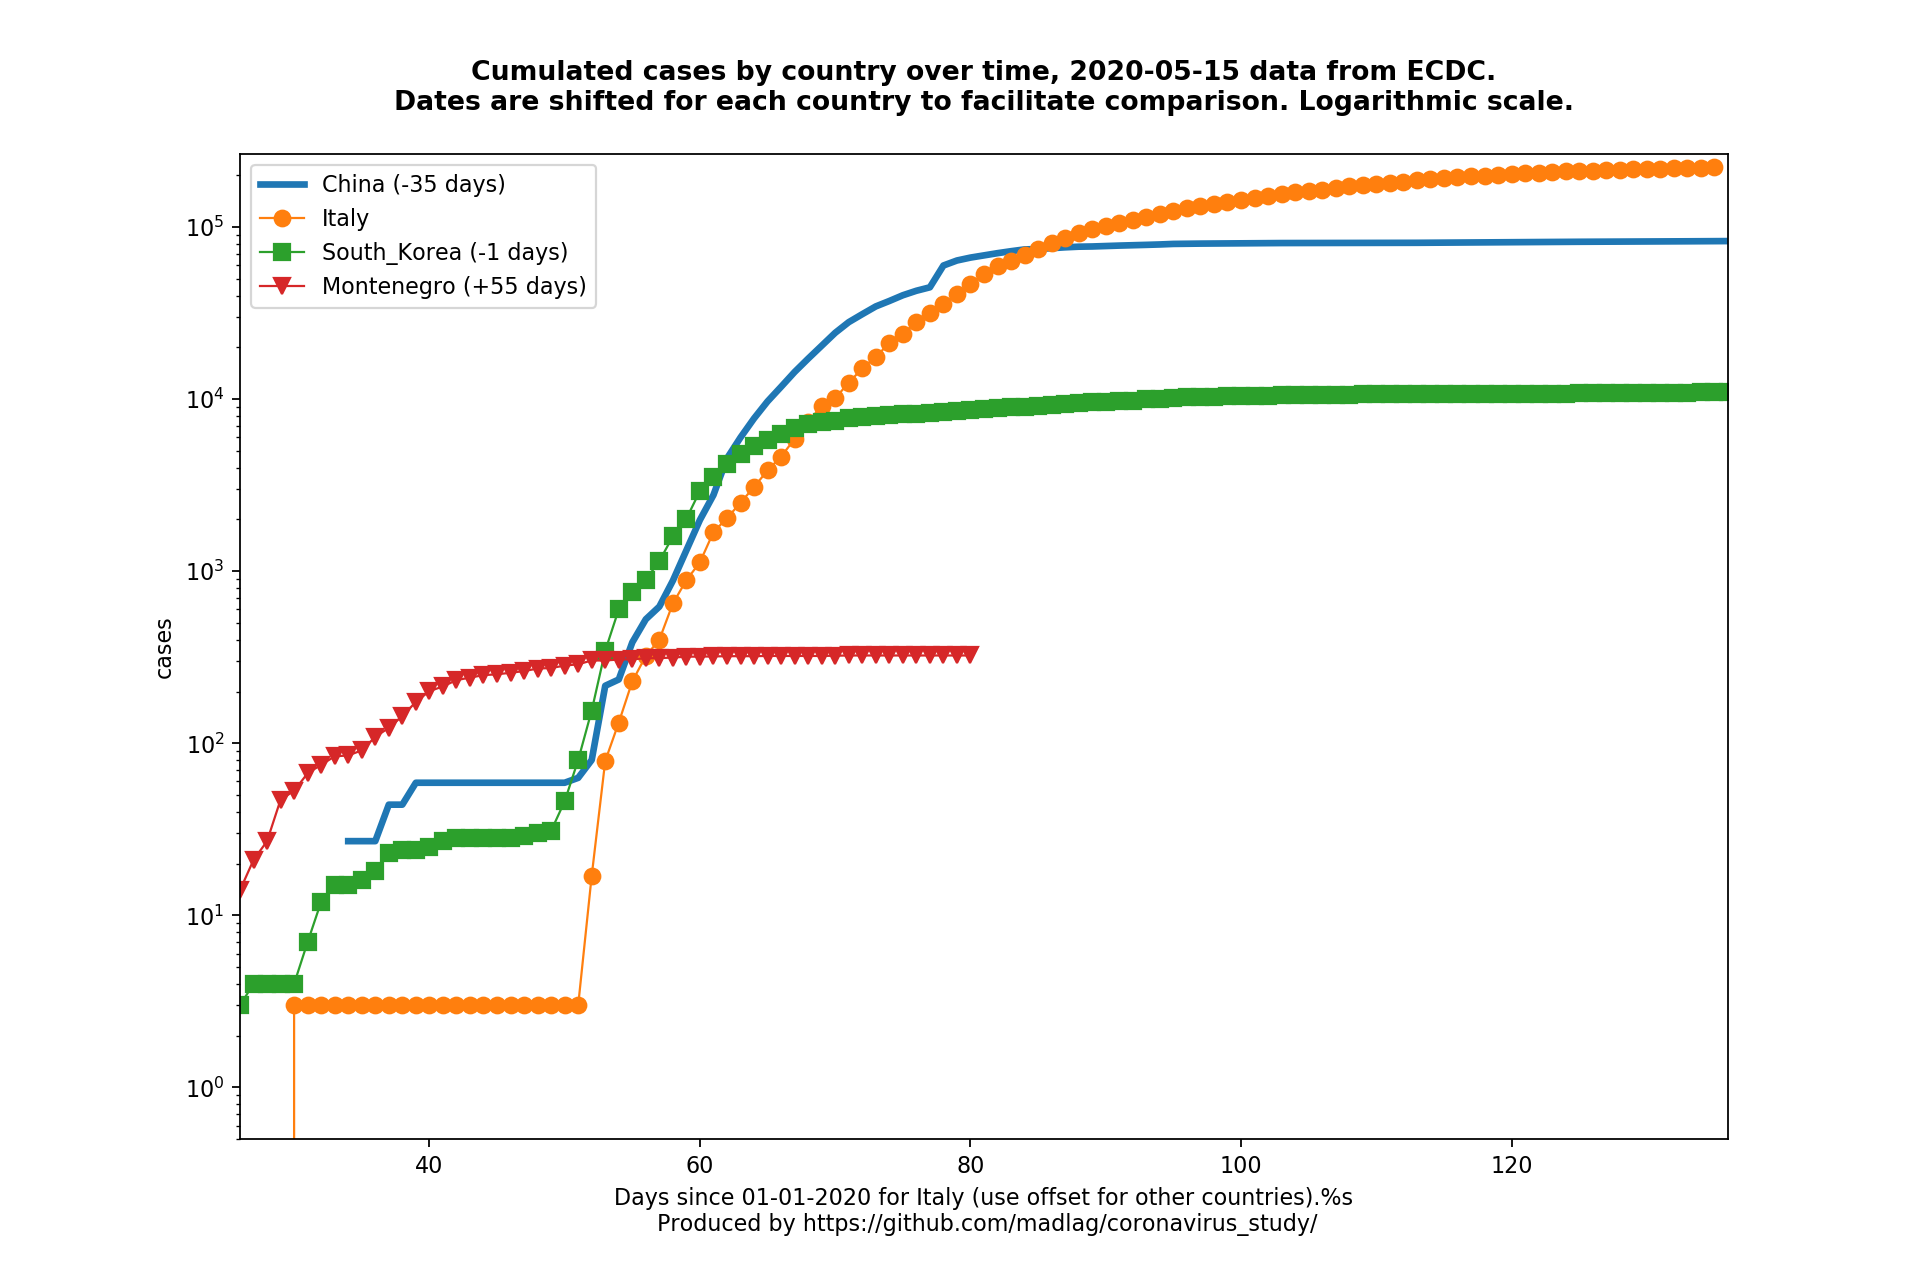 Cumulated cases by country over time, 2020-05-15 data from ECDC.
Dates are shifted for each country to facilitate comparison. Logarithmic scale.
China (-35 days)
Italy
South_Korea (-1 days)
Montenegro (+55 days)
10^5
10^4
10^3
10^2
10^1
10^0
cases
40 60 80 100 120
Days since 01-01-2020 for Italy (use offset for other countries).%s
Produced by https://github.com/madlag/coronavirus_study/